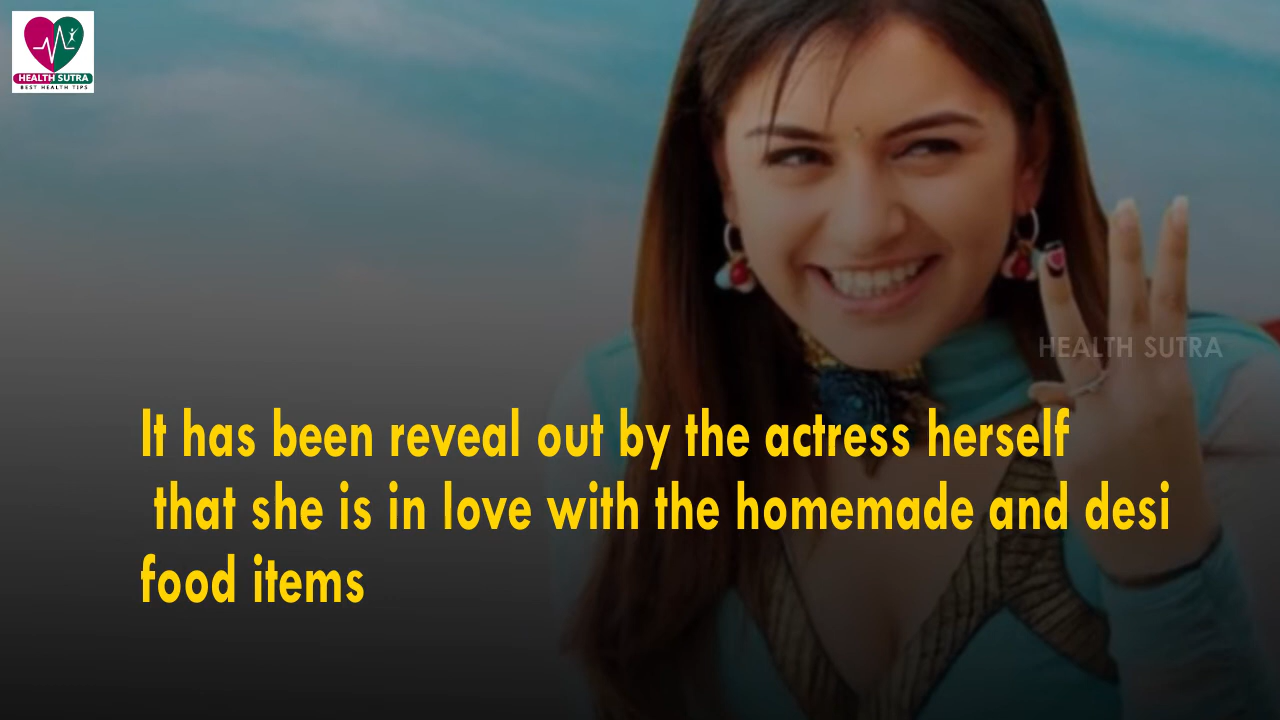 HEALTH SUTRA
BEST HEALTH TIPS
HEALTH SUTRA
It has been reveal out by the actress herself
that she is in love with the homemade and desi
food items